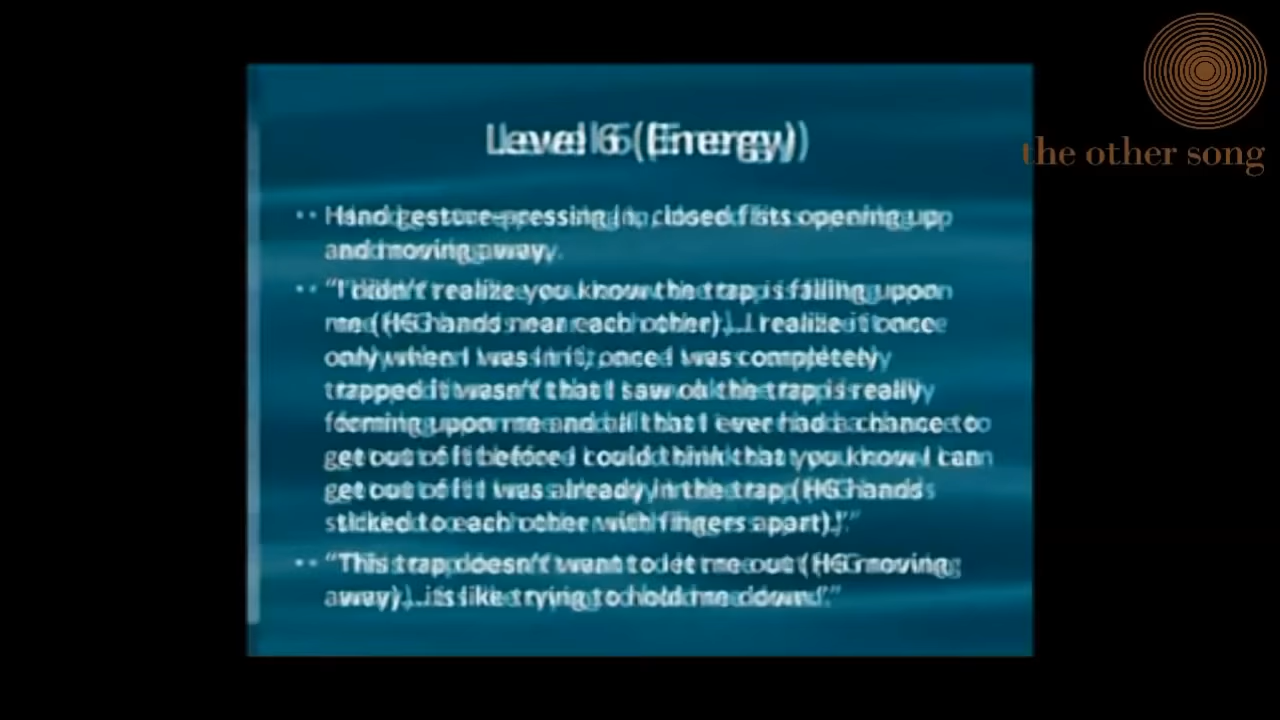 the other song
Level 6 (Energy)
• Hand gesture–pressing in, closed fists opening up
and moving away.
• "I didn't realize you know the trap is falling upon
me (HG hands near each other)... I realize it once
only when I was in it, once I was completely
trapped it wasn't that I saw oh the trap is really
forming upon me and all that I ever had a chance to
get out of it before I could think that you know I can
get out of it I was already in the trap (HG hands
sticked to each other with fingers apart)."
• "This trap doesn't want to let me out (HG moving
away)...its like trying to hold me down."